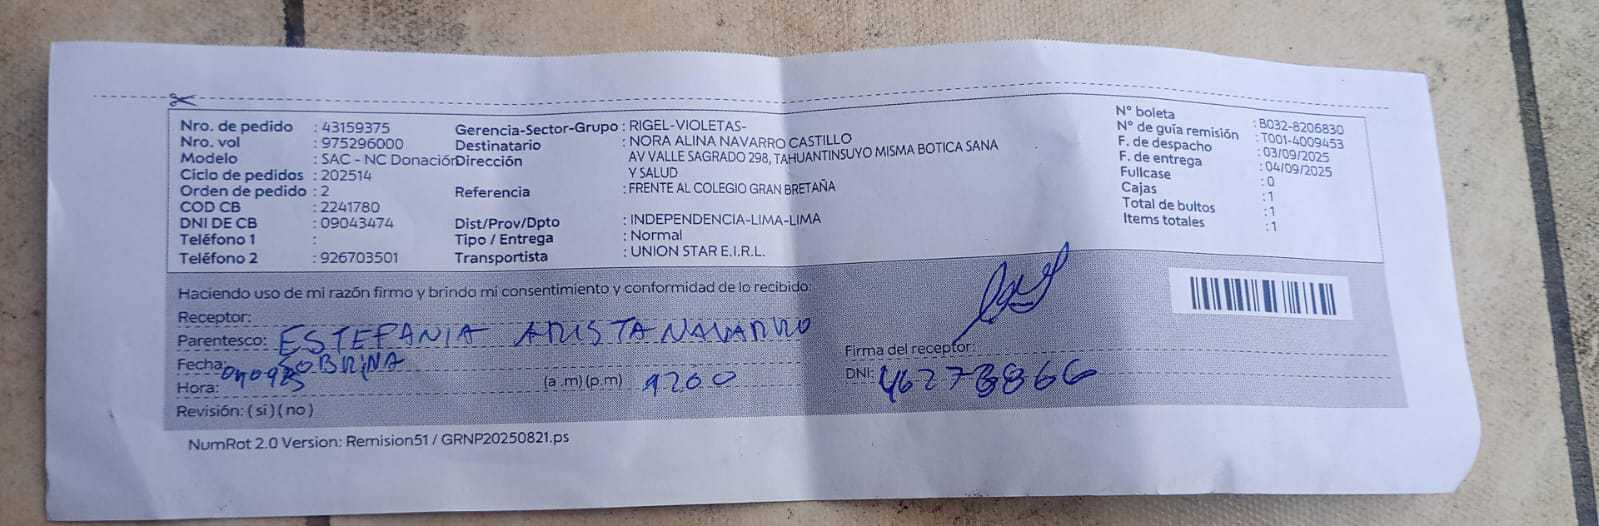 Nro. de pedido : 43159375
Nro. vol : 975296000
Modelo : SAC - NC Donación
Ciclo de pedidos : 202514
Orden de pedido : 2
COD CB : 2241780
DNI DE CB : 09043474
Teléfono 1 :
Teléfono 2 : 926703501
Gerencia-Sector-Grupo : RIGEL-VIOLETAS-
Destinatario : NORA ALINA NAVARRO CASTILLO
Dirección AV VALLE SAGRADO 298, TAHUANTINSUYO MISMA BOTICA SANA
Y SALUD
Referencia : FRENTE AL COLEGIO GRAN BRETAÑA
Dist/Prov/Dpto : INDEPENDENCIA-LIMA-LIMA
Tipo / Entrega : Normal
Transportista : UNION STAR E.I.R.L.
N° boleta : B032-8206830
N° de guía remisión : T001-4009453
F. de despacho : 03/09/2025
F. de entrega : 04/09/2025
Fullcase : 0
Cajas : 1
Total de bultos : 1
Items totales : 1
Haciendo uso de mi razón firmo y brindo mi consentimiento y conformidad de lo recibido:
Receptor:
Parentesco: ESTEFANIA ARISTA NAVARRO
Fecha: SOBRINA
Hora: (a .m) (p.m) 1200
Revisión: ( si ) ( no )
Firma del receptor:
DNI:
NumRot 2.0 Version: Remision51 / GRNP20250821.ps